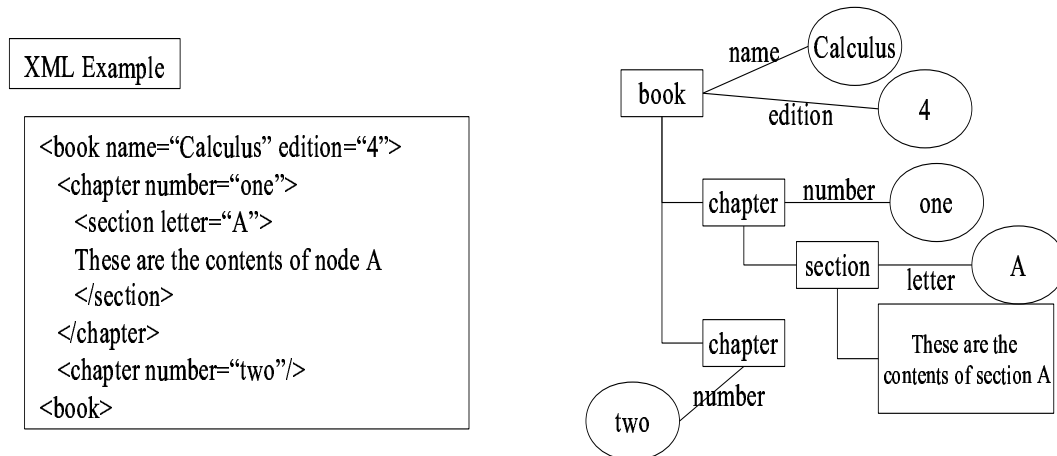 XML Example
<book name=“Calculus” edition=“4”>
<chapter number=“one”>
<section letter=“A”>
These are the contents of node A
</section>
</chapter>
<chapter number=“two”/>
<book>
name
Calculus
book
edition
4
chapter
number
one
section
letter
A
These are the
contents of section A
chapter
number
two